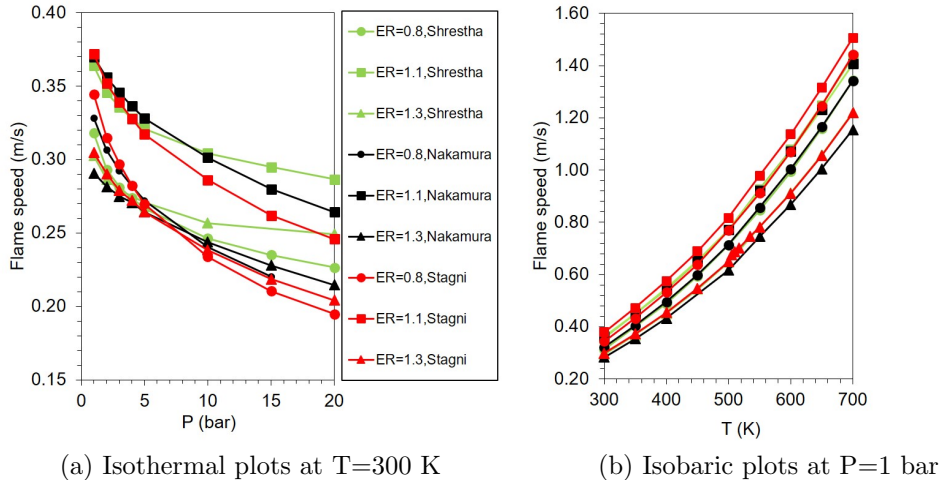 0.40
0.35
0.30
0.25
0.20
0.15
Flame speed (m/s)
0
5
10
15
20
P (bar)
ER=0.8,Shrestha
ER=1.1,Shrestha
ER=1.3,Shrestha
ER=0.8,Nakamura
ER=1.1,Nakamura
ER=1.3,Nakamura
ER=0.8,Stagni
ER=1.1,Stagni
ER=1.3,Stagni
(a) Isothermal plots at T=300 K
1.60
1.40
1.20
1.00
0.80
0.60
0.40
0.20
Flame speed (m/s)
300
400
500
600
700
T (K)
(b) Isobaric plots at P=1 bar